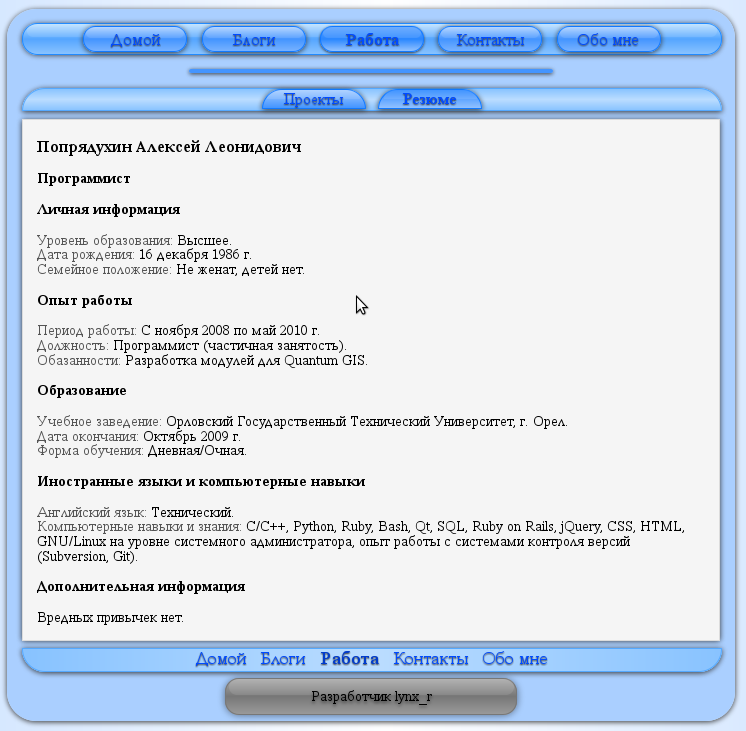 Домой Блоги Работа Контакты Обо мне
Проекты Резюме
Попрядухин Алексей Леонидович
Программист
Личная информация
Уровень образования: Высшее.
Дата рождения: 16 декабря 1986 г.
Семейное положение: Не женат, детей нет.
Опыт работы
Период работы: С ноября 2008 по май 2010 г.
Должность: Программист (частичная занятость).
Обазанности: Разработка модулей для Quantum GIS.
Образование
Учебное заведение: Орловский Государственный Технический Университет, г. Орел.
Дата окончания: Октябрь 2009 г.
Форма обучения: Дневная/Очная.
Иностранные языки и компьютерные навыки
Английский язык: Технический.
Компьютерные навыки и знания: C/C++, Python, Ruby, Bash, Qt, SQL, Ruby on Rails, jQuery, CSS, HTML,
GNU/Linux на уровне системного администратора, опыт работы с системами контроля версий
(Subversion, Git).
Дополнительная информация
Вредных привычек нет.
Домой Блоги Работа Контакты Обо мне
Разработчик lynx_r